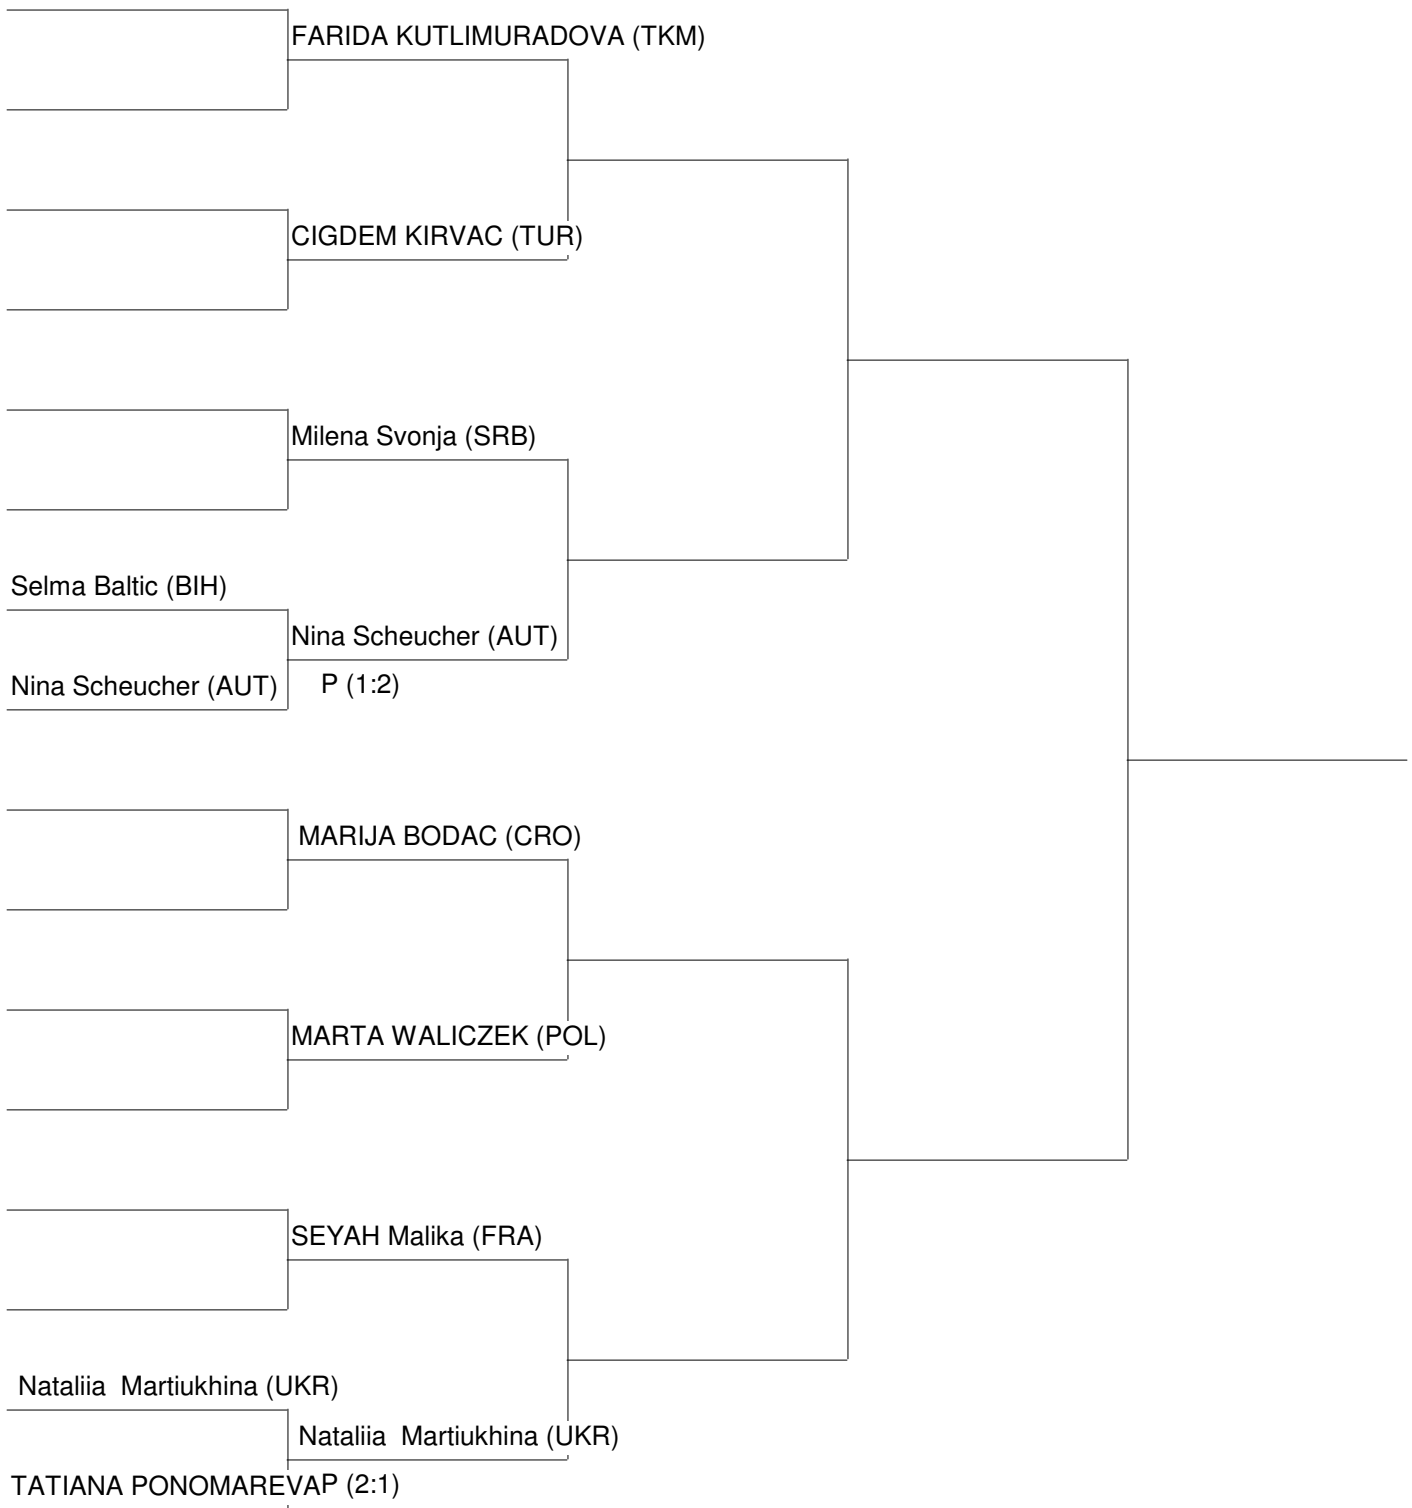 FARIDA KUTLIMURADOVA (TKM)
CIGDEM KIRVAC (TUR)
Milena Svonja (SRB)
Selma Baltic (BIH)
Nina Scheucher (AUT)
Nina Scheucher (AUT)
P (1:2)
MARIJA BODAC (CRO)
MARTA WALICZEK (POL)
SEYAH Malika (FRA)
Nataliia  Martiukhina (UKR)
Nataliia  Martiukhina (UKR)
TATIANA PONOMAREVA
P (2:1)